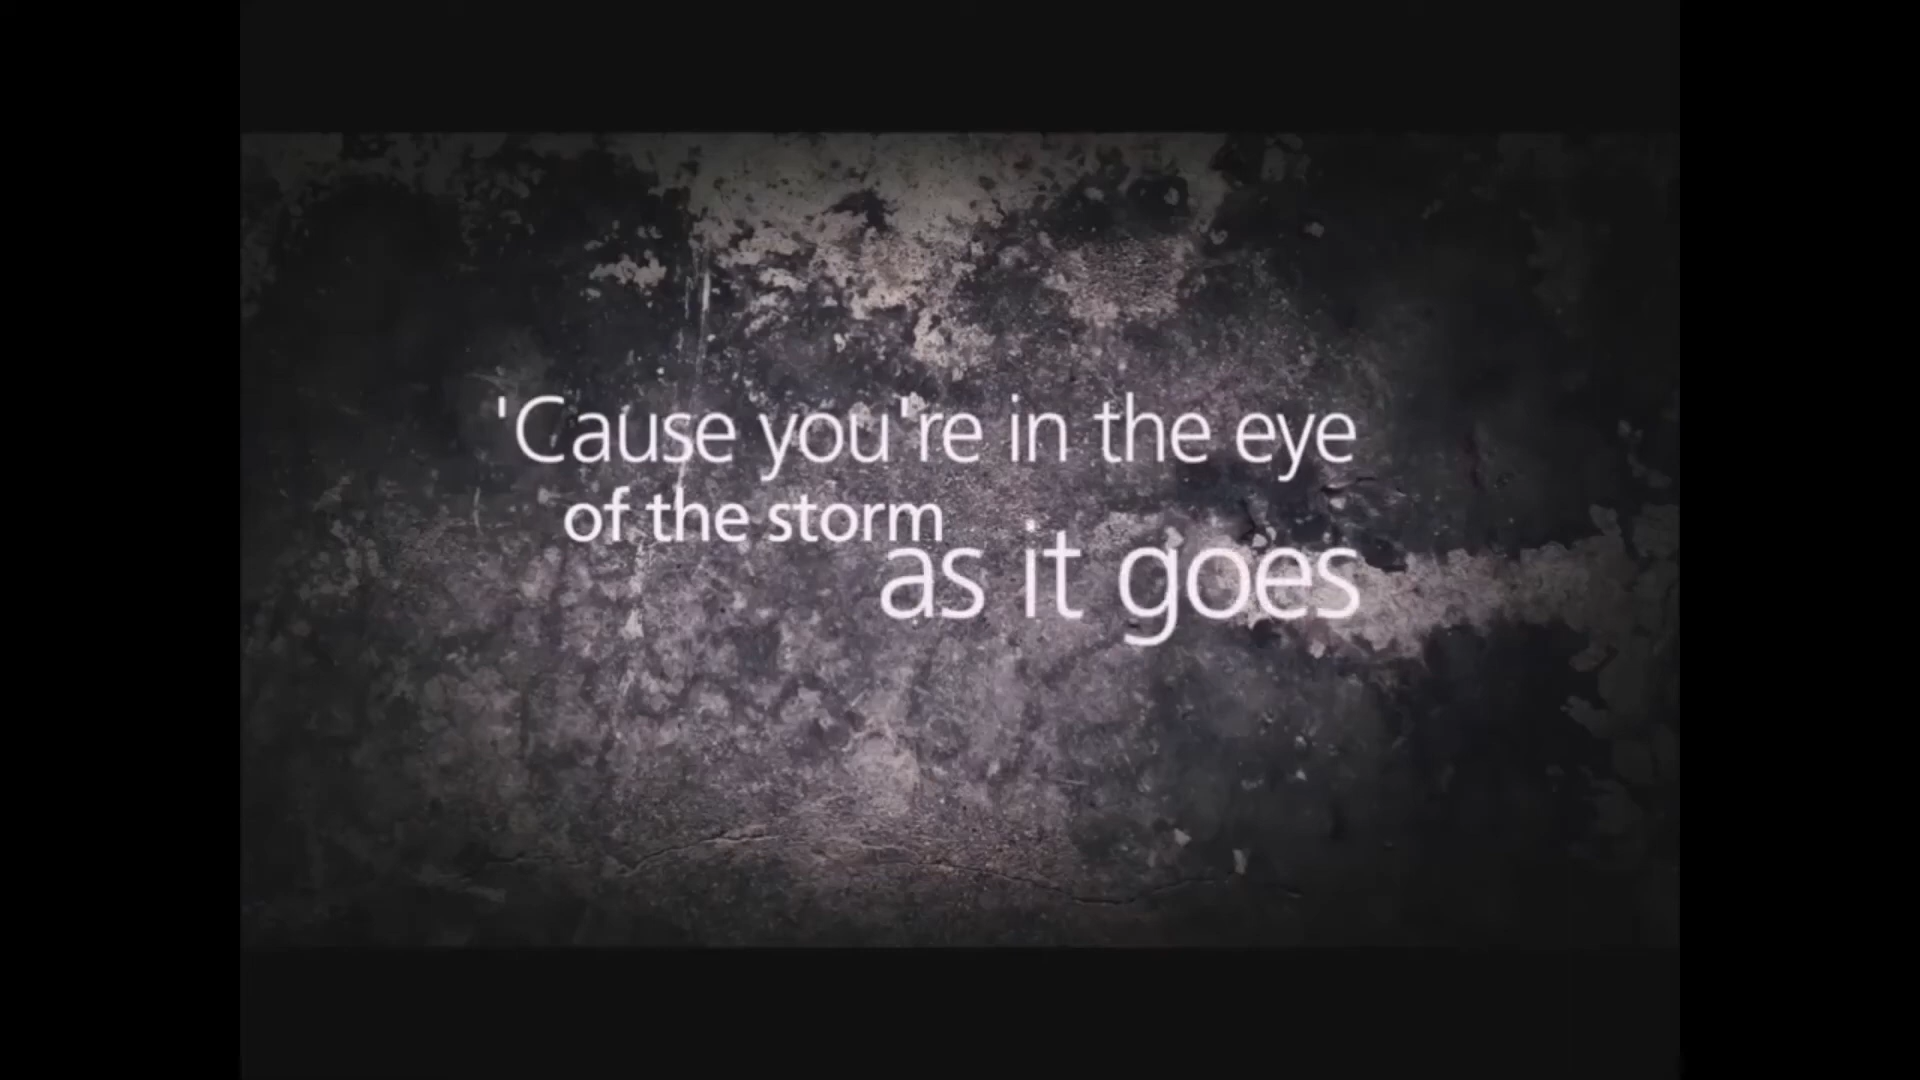 'Cause you're in the eye
of the storm
as it goes